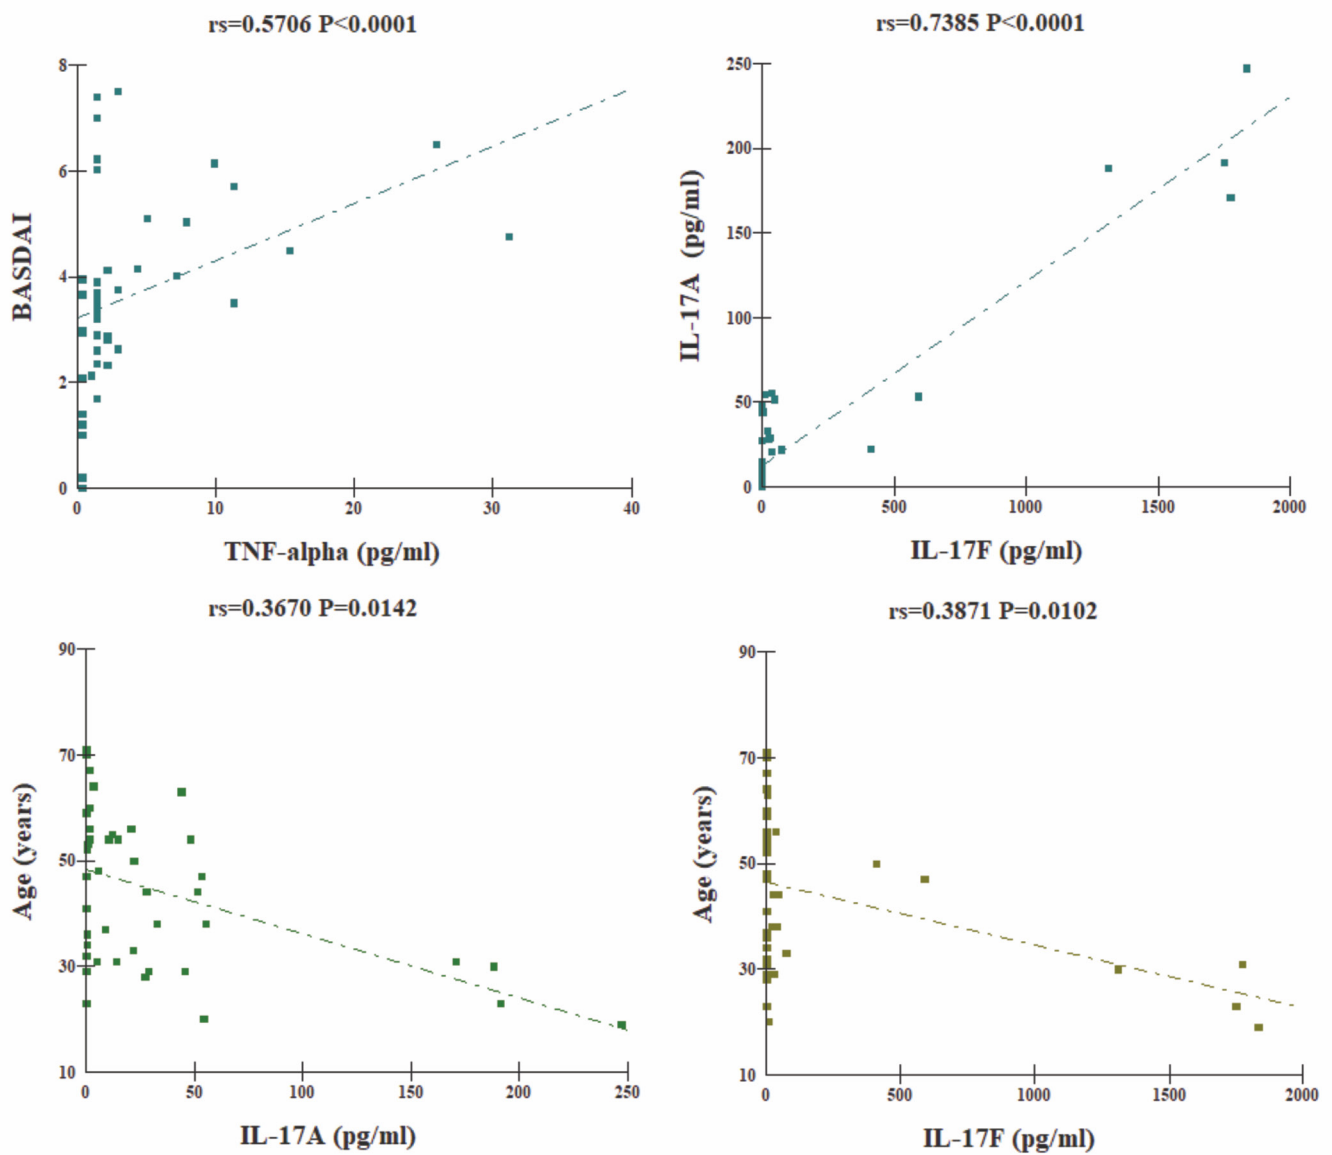 rs=0.5706 P<0.0001
8
6
4
2
0
BASDAI
0 10 20 30 40
TNF-alpha (pg/ml)
rs=0.7385 P<0.0001
250
200
150
100
50
0
IL-17A (pg/ml)
0 500 1000 1500 2000
IL-17F (pg/ml)
rs=0.3670 P=0.0142
90
70
50
30
10
Age (years)
0 50 100 150 200 250
IL-17A (pg/ml)
rs=0.3871 P=0.0102
90
70
50
30
10
Age (years)
0 500 1000 1500 2000
IL-17F (pg/ml)